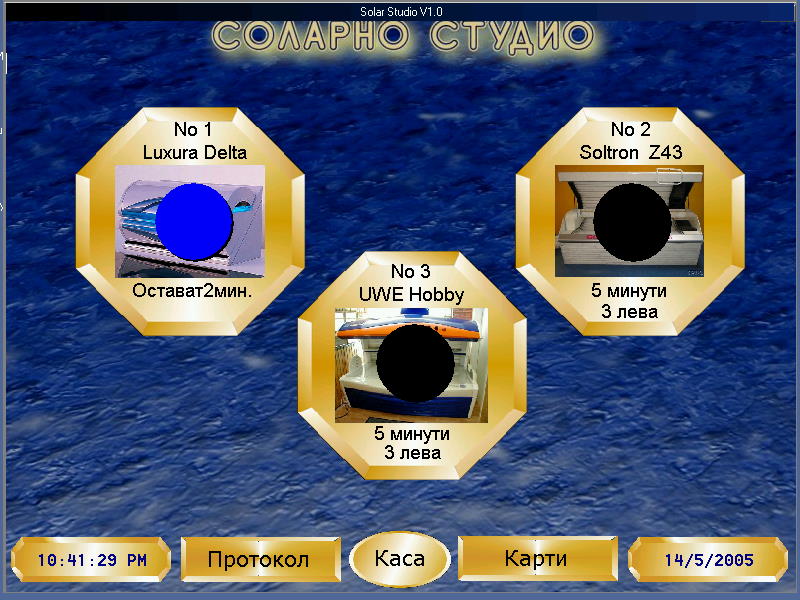 Solar Studio V1.0
СОЛАРНО СТУДИО
No 1
Luxura Delta
Остават2мин.
No 2
Soltron Z43
5 минути
3 лева
No 3
UWE Hobby
5 минути
3 лева
10:41:29 PM
Протокол
Каса
Карти
14/5/2005